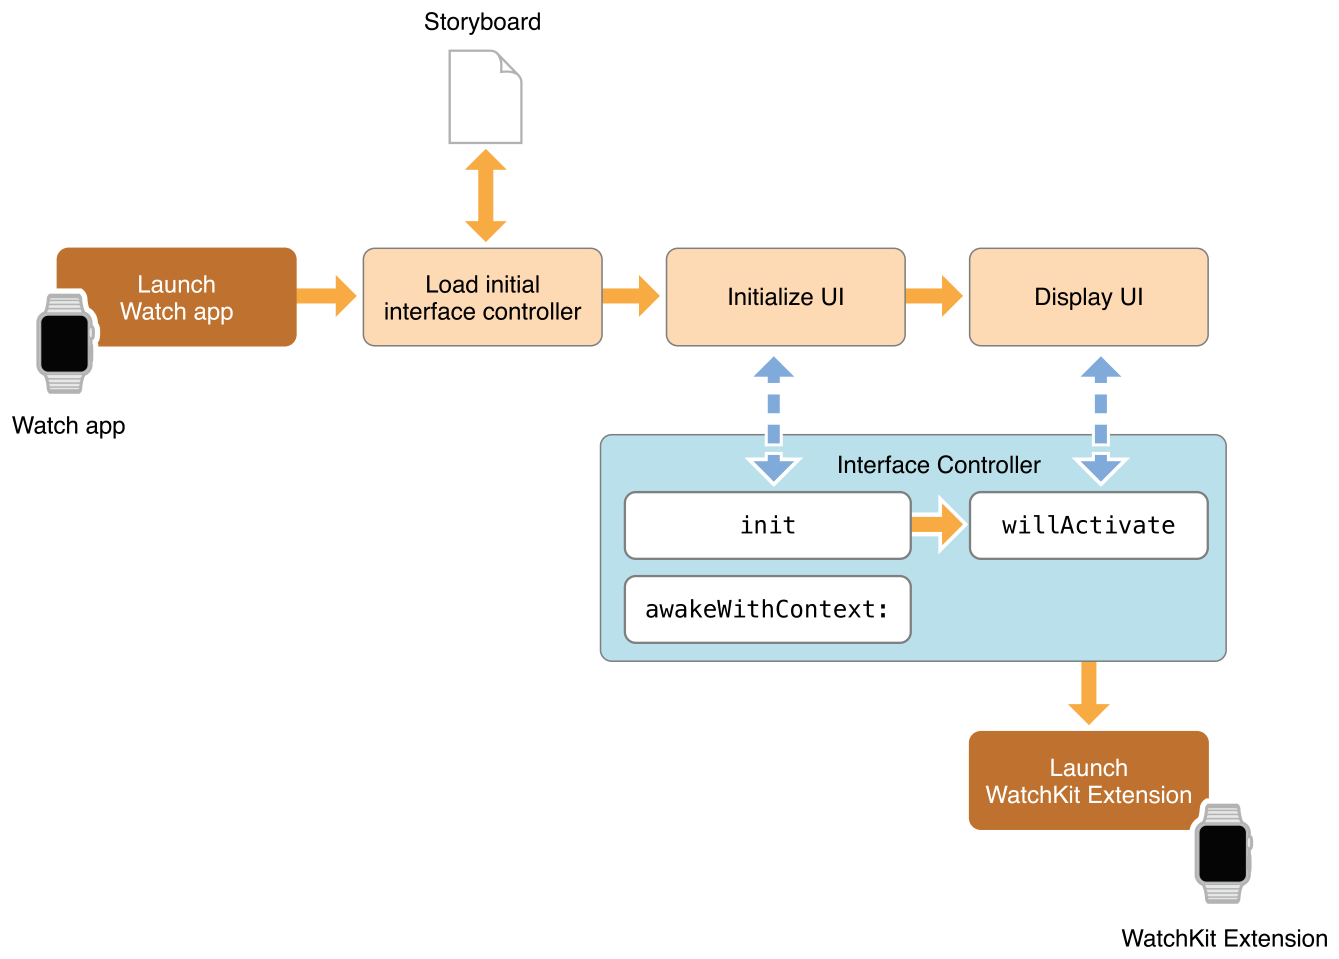 Storyboard
Launch
Watch app
Load initial
interface controller
Initialize UI
Display UI
Watch app
Interface Controller
init
willActivate
awakeWithContext:
Launch
WatchKit Extension
WatchKit Extension